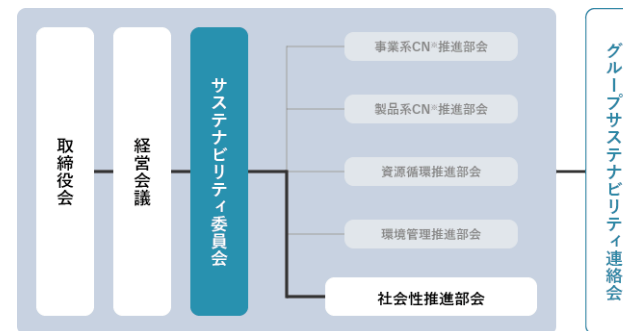 取締役会
経営会議
サステナビリティ委員会
事業系CN※推進部会
製品系CN※推進部会
資源循環推進部会
環境管理推進部会
社会性推進部会
グループサステナビリティ連絡会